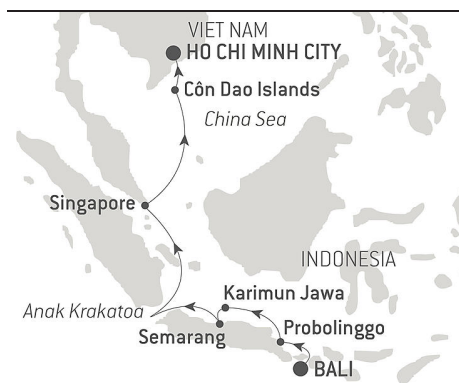 VIET NAM
HO CHI MINH CITY
Côn Dao Islands
China Sea
Singapore
INDONESIA
Karimun Jawa
Anak Krakatoa
Semarang
Probolinggo
BALI